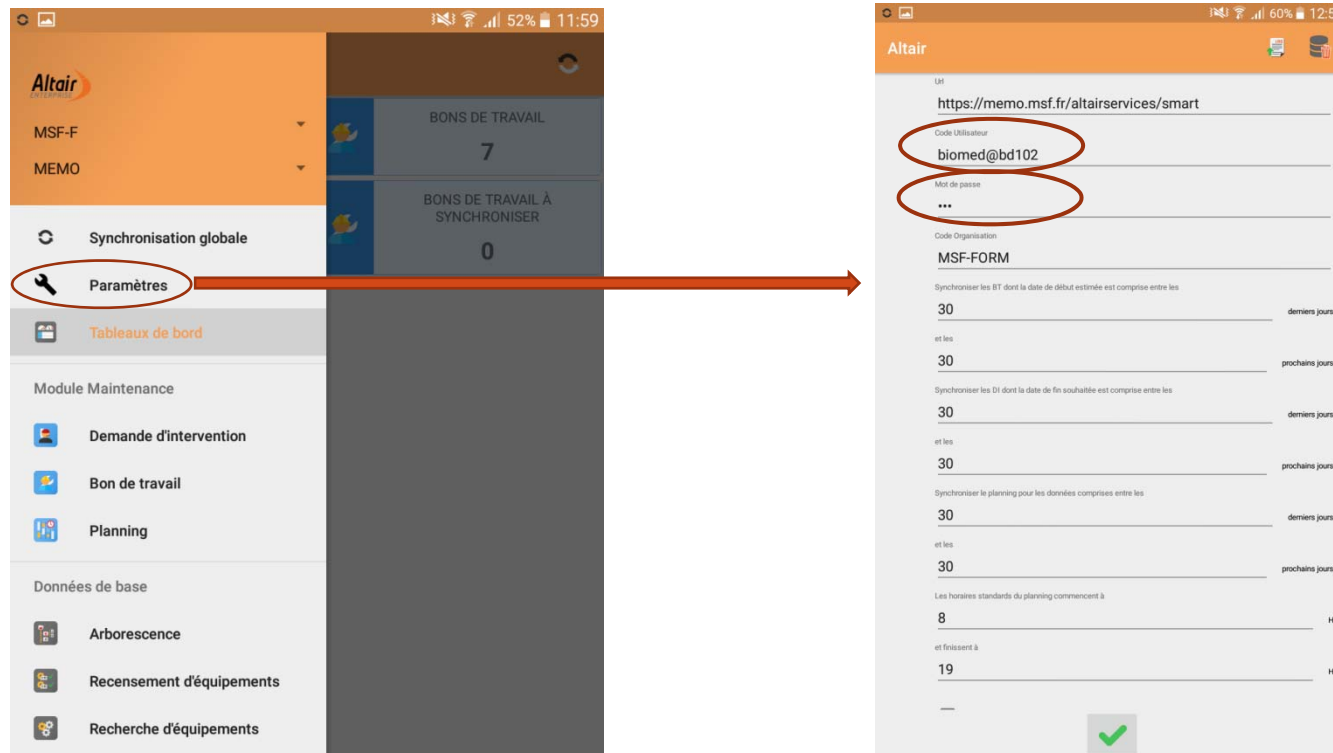 52% 11:59
Altair
ENTERPRISE
MSF-F
MEMO
Synchronisation globale
Paramètres
Tableaux de bord
Module Maintenance
Demande d'intervention
Bon de travail
Planning
Données de base
Arborescence
Recensement d'équipements
Recherche d'équipements
BONS DE TRAVAIL
7
BONS DE TRAVAIL À
SYNCHRONISER
0
60% 12:5
Altair
Url
https://memo.msf.fr/altairservices/smart
Code Utilisateur
biomed@bd102
Mot de passe
•••
Code Organisation
MSF-FORM
Synchroniser les BT dont la date de début estimée est comprise entre les
30 derniers jours
et les
30 prochains jours
Synchroniser les DI dont la date de fin souhaitée est comprise entre les
30 derniers jours
et les
30 prochains jours
Synchroniser le planning pour les données comprises entre les
30 derniers jours
et les
30 prochains jours
Les horaires standards du planning commencent à
8 H
et finissent à
19 H